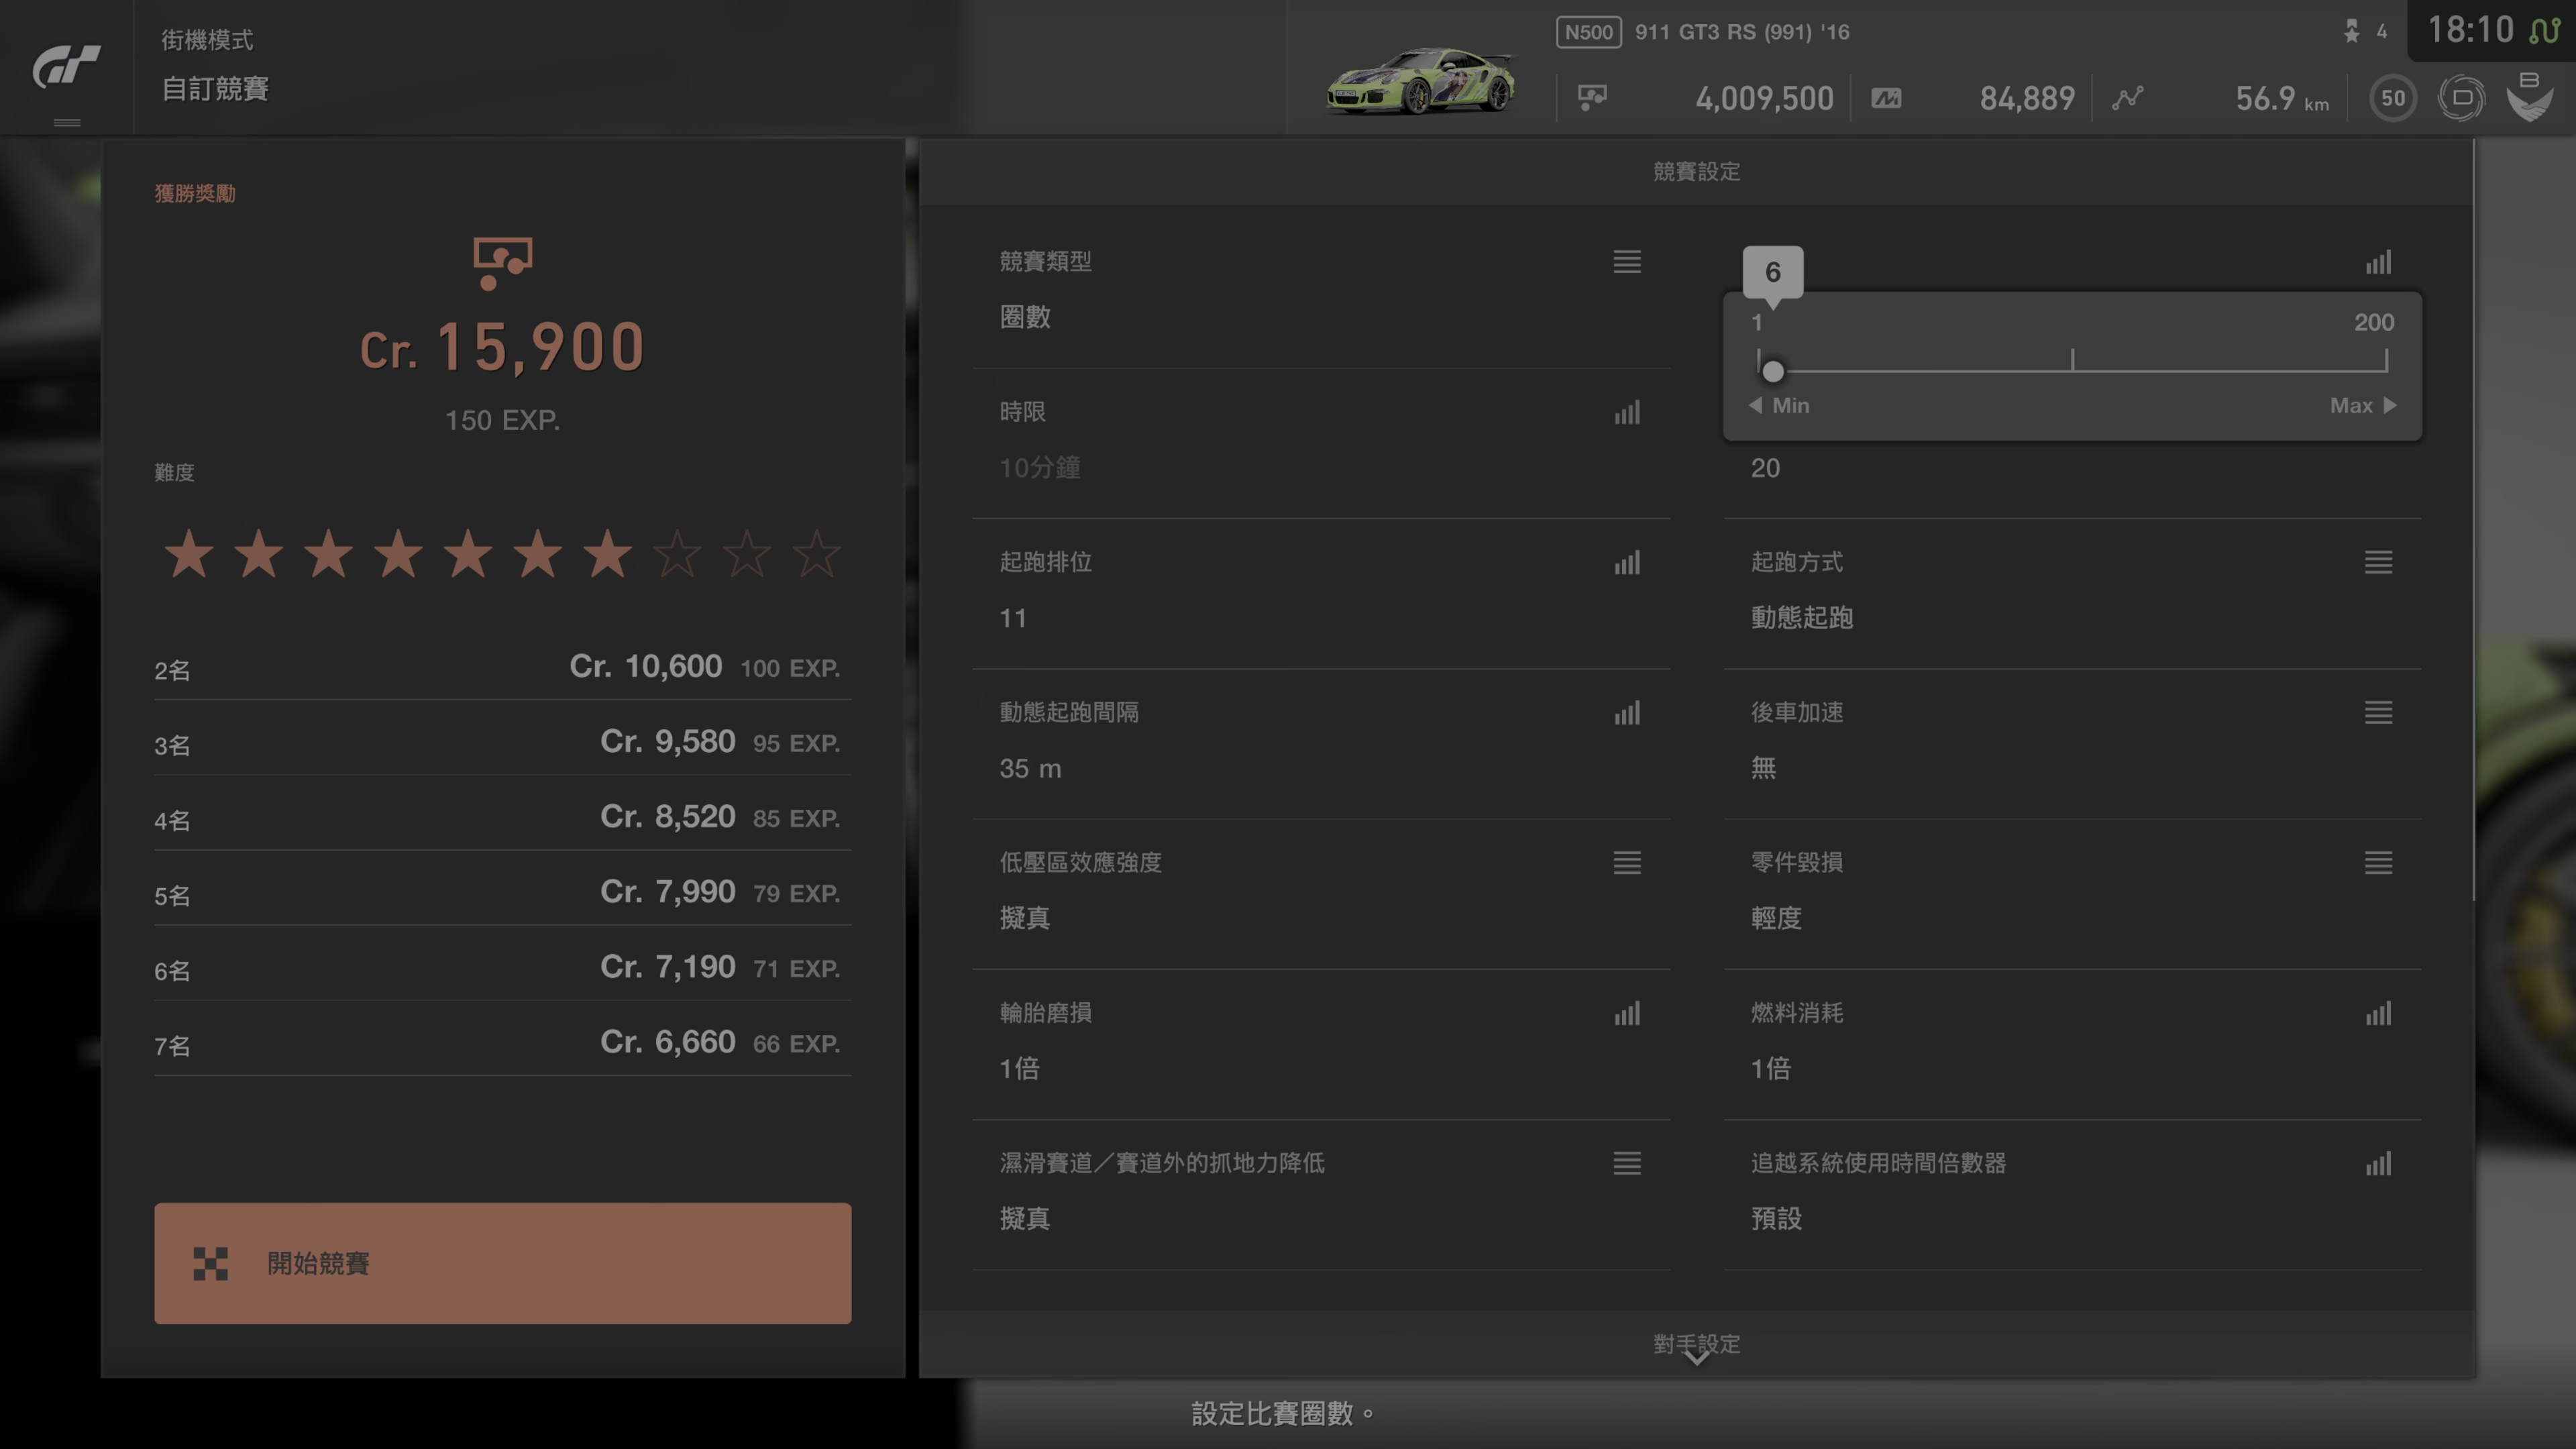 街機模式
自訂競賽
N500 911 GT3 RS (991) '16
4
18:10
4,009,500
84,889
56.9 km
50
D
B
獲勝獎勵
Cr. 15,900
150 EXP.
難度
2名 Cr. 10,600 100 EXP.
3名 Cr. 9,580 95 EXP.
4名 Cr. 8,520 85 EXP.
5名 Cr. 7,990 79 EXP.
6名 Cr. 7,190 71 EXP.
7名 Cr. 6,660 66 EXP.
開始競賽
競賽設定
競賽類型
圈數
6
1 200
Min Max
時限
10分鐘
20
起跑排位
11
起跑方式
動態起跑
動態起跑間隔
35 m
後車加速
無
低壓區效應強度
擬真
零件毀損
輕度
輪胎磨損
1倍
燃料消耗
1倍
濕滑賽道／賽道外的抓地力降低
擬真
追越系統使用時間倍數器
預設
對手設定
設定比賽圈數。